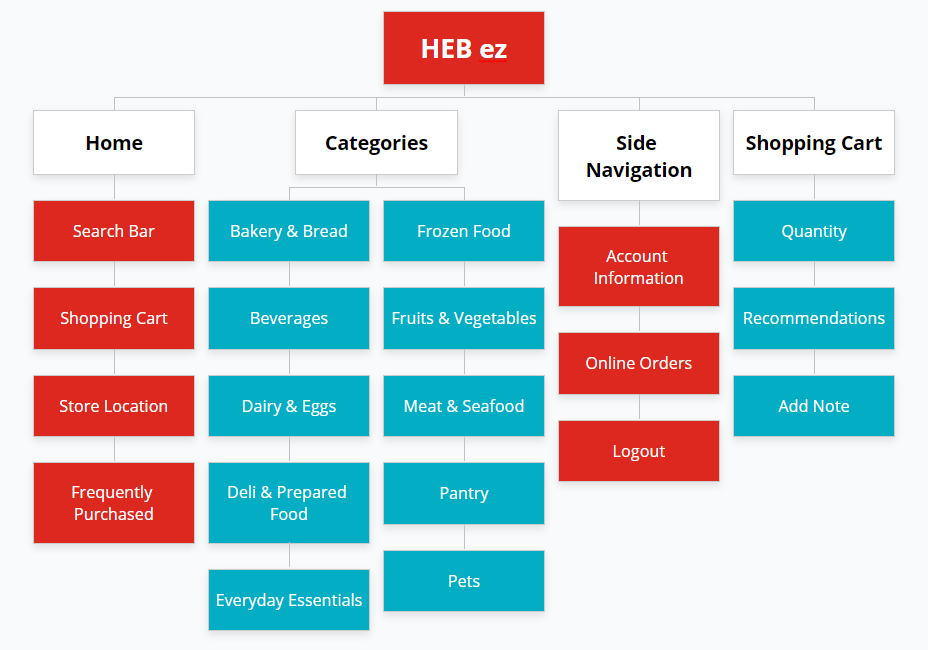 HEB ez
Home
Categories
Side
Navigation
Shopping Cart
Search Bar
Shopping Cart
Store Location
Frequently
Purchased
Bakery & Bread
Beverages
Dairy & Eggs
Deli & Prepared
Food
Everyday Essentials
Frozen Food
Fruits & Vegetables
Meat & Seafood
Pantry
Pets
Account
Information
Online Orders
Logout
Quantity
Recommendations
Add Note